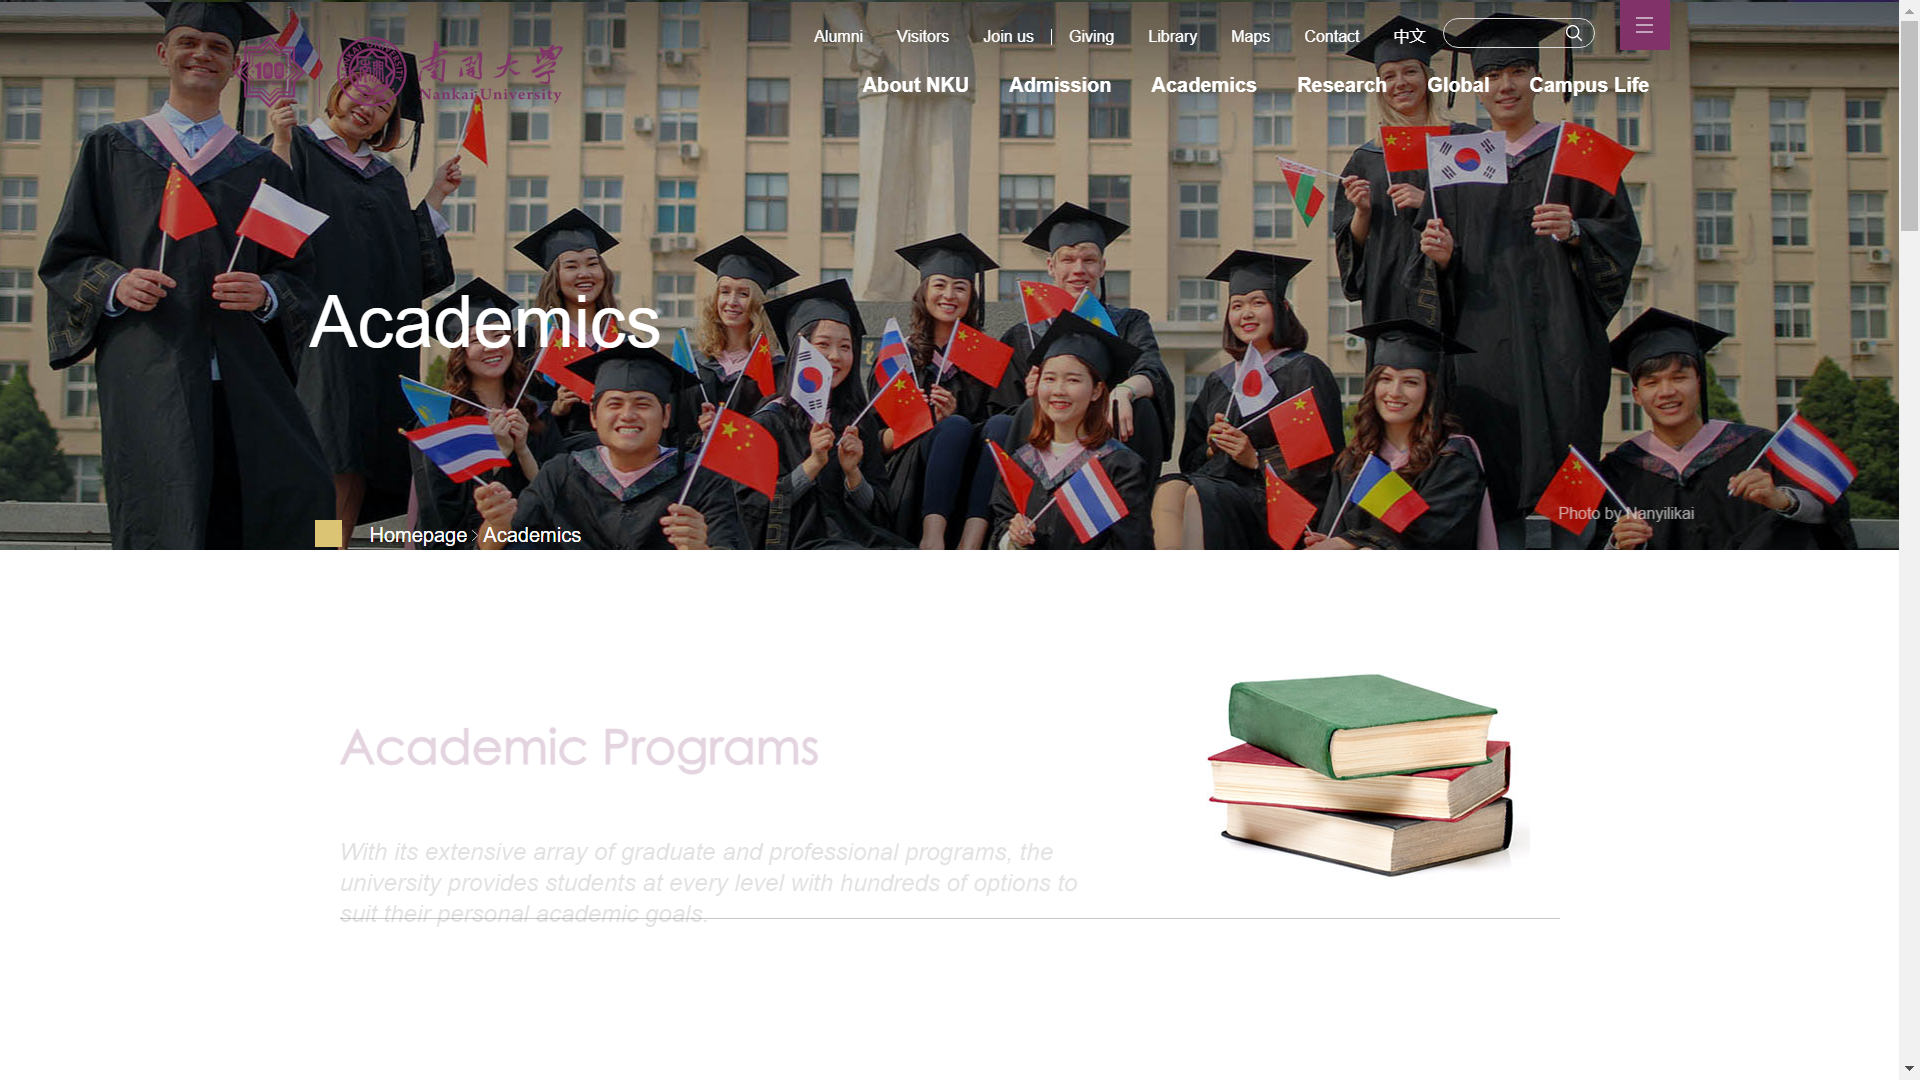 Alumni Visitors Join us Giving Library Maps Contact 中文
100
南開大學
Nankai University
About NKU Admission Academics Research Global Campus Life
Academics
Photo by Nanyilikai
Homepage > Academics
Academic Programs
With its extensive array of graduate and professional programs, the
university provides students at every level with hundreds of options to
suit their personal academic goals.